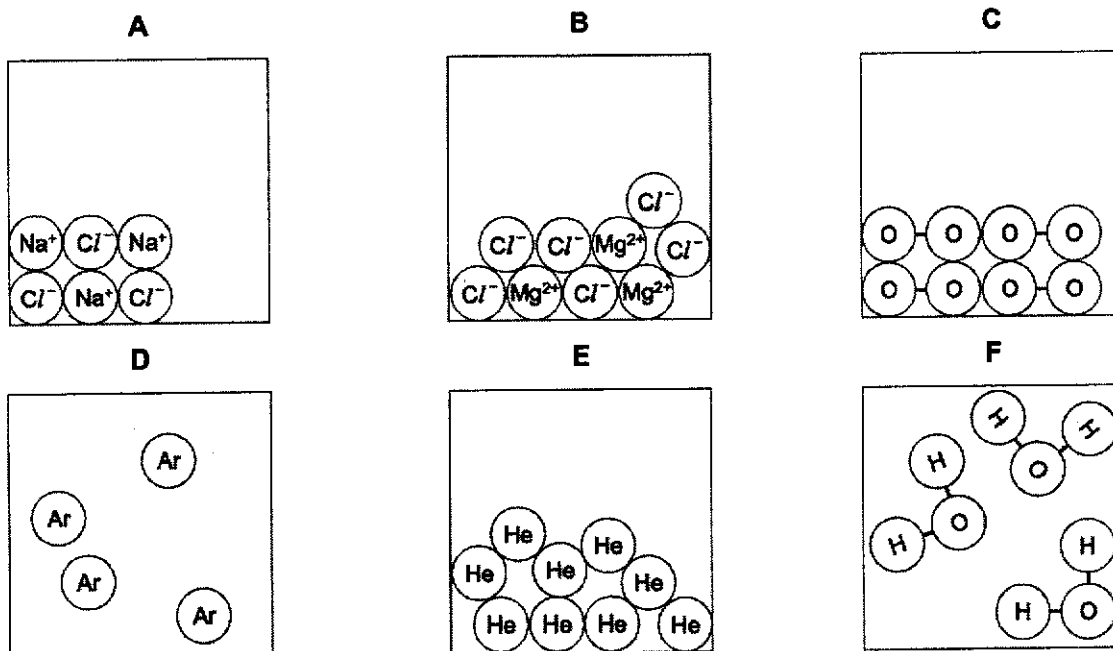 A B C
Na⁺ Cl⁻ Na⁺
Cl⁻ Na⁺ Cl⁻
Cl⁻
Cl⁻ Cl⁻ Mg²⁺ Cl⁻
Cl⁻ Mg²⁺ Cl⁻ Mg²⁺
O O O O
O O O O
D E F
Ar
Ar
Ar
Ar
He He
He He He
He He He He
H H
H O
H O
H
H O